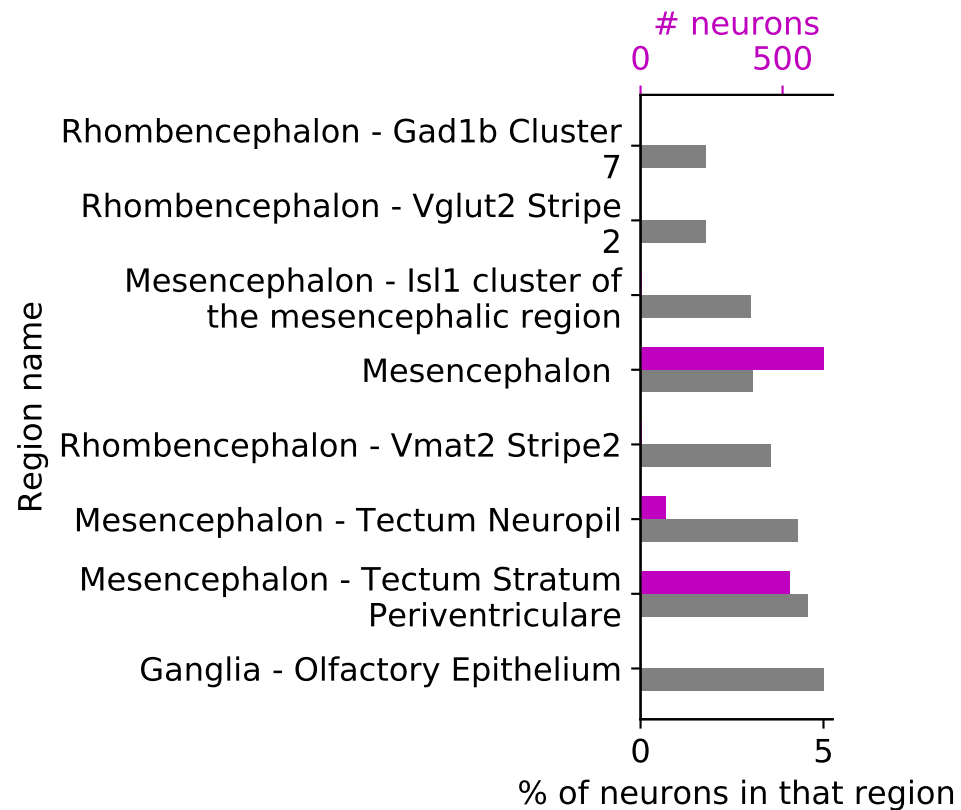 # neurons
0 500
Rhombencephalon - Gad1b Cluster
7
Rhombencephalon - Vglut2 Stripe
2
Mesencephalon - Isl1 cluster of
the mesencephalic region
Mesencephalon
Rhombencephalon - Vmat2 Stripe2
Mesencephalon - Tectum Neuropil
Mesencephalon - Tectum Stratum
Periventriculare
Ganglia - Olfactory Epithelium
Region name
0 5
% of neurons in that region